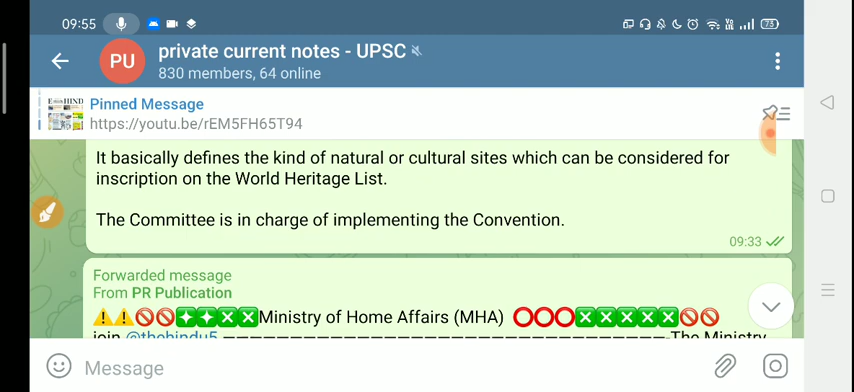 09:55
73
PU
private current notes - UPSC
830 members, 64 online
Pinned Message
https://youtu.be/rEM5FH65T94
It basically defines the kind of natural or cultural sites which can be considered for
inscription on the World Heritage List.
The Committee is in charge of implementing the Convention.
09:33
Forwarded message
From PR Publication
Ministry of Home Affairs (MHA)
join @thehindu5 ————————————————————————-The Ministry
Message